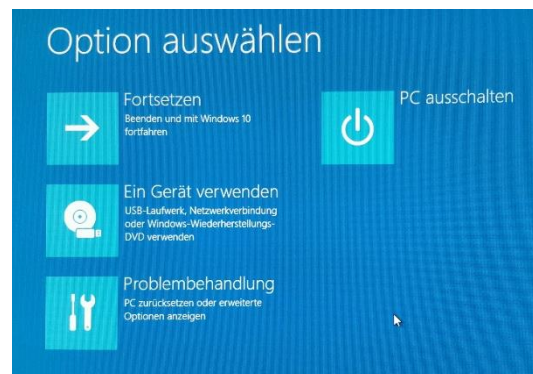 Option auswählen
Fortsetzen
Beenden und mit Windows 10
fortfahren
Ein Gerät verwenden
USB-Laufwerk, Netzwerkverbindung
oder Windows-Wiederherstellungs-
DVD verwenden
Problembehandlung
PC zurücksetzen oder erweiterte
Optionen anzeigen
PC ausschalten